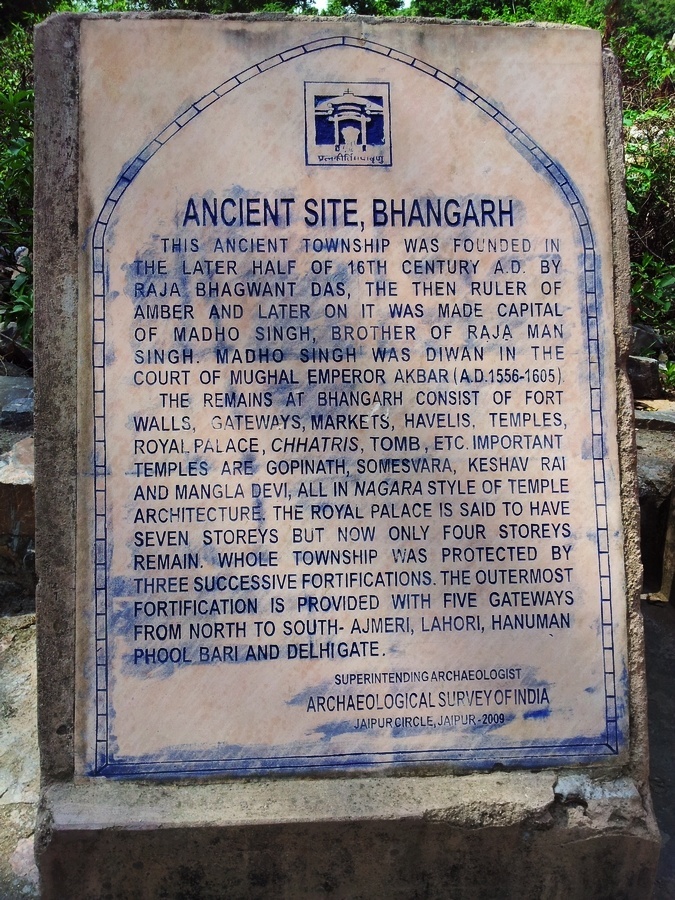 प्रत्नकीर्तिमपावृणु
ANCIENT SITE, BHANGARH
THIS ANCIENT TOWNSHIP WAS FOUNDED IN
THE LATER HALF OF 16TH CENTURY A.D. BY
RAJA BHAGWANT DAS, THE THEN RULER OF
AMBER AND LATER ON IT WAS MADE CAPITAL
OF MADHO SINGH, BROTHER OF RAJA MAN
SINGH. MADHO SINGH WAS DIWAN IN THE
COURT OF MUGHAL EMPEROR AKBAR (A.D.1556-1605)
THE REMAINS AT BHANGARH CONSIST OF FORT
WALLS, GATEWAYS, MARKETS, HAVELIS, TEMPLES,
ROYAL PALACE, CHHATRIS, TOMB, ETC. IMPORTANT
TEMPLES ARE GOPINATH, SOMESVARA, KESHAV RAI
AND MANGLA DEVI, ALL IN NAGARA STYLE OF TEMPLE
ARCHITECTURE. THE ROYAL PALACE IS SAID TO HAVE
SEVEN STOREYS BUT NOW ONLY FOUR STOREYS
REMAIN. WHOLE TOWNSHIP WAS PROTECTED BY
THREE SUCCESSIVE FORTIFICATIONS. THE OUTERMOST
FORTIFICATION IS PROVIDED WITH FIVE GATEWAYS
FROM NORTH TO SOUTH- AJMERI, LAHORI, HANUMAN
PHOOL BARI AND DELHI GATE.
SUPERINTENDING ARCHAEOLOGIST
ARCHAEOLOGICAL SURVEY OF INDIA
JAIPUR CIRCLE, JAIPUR -2009